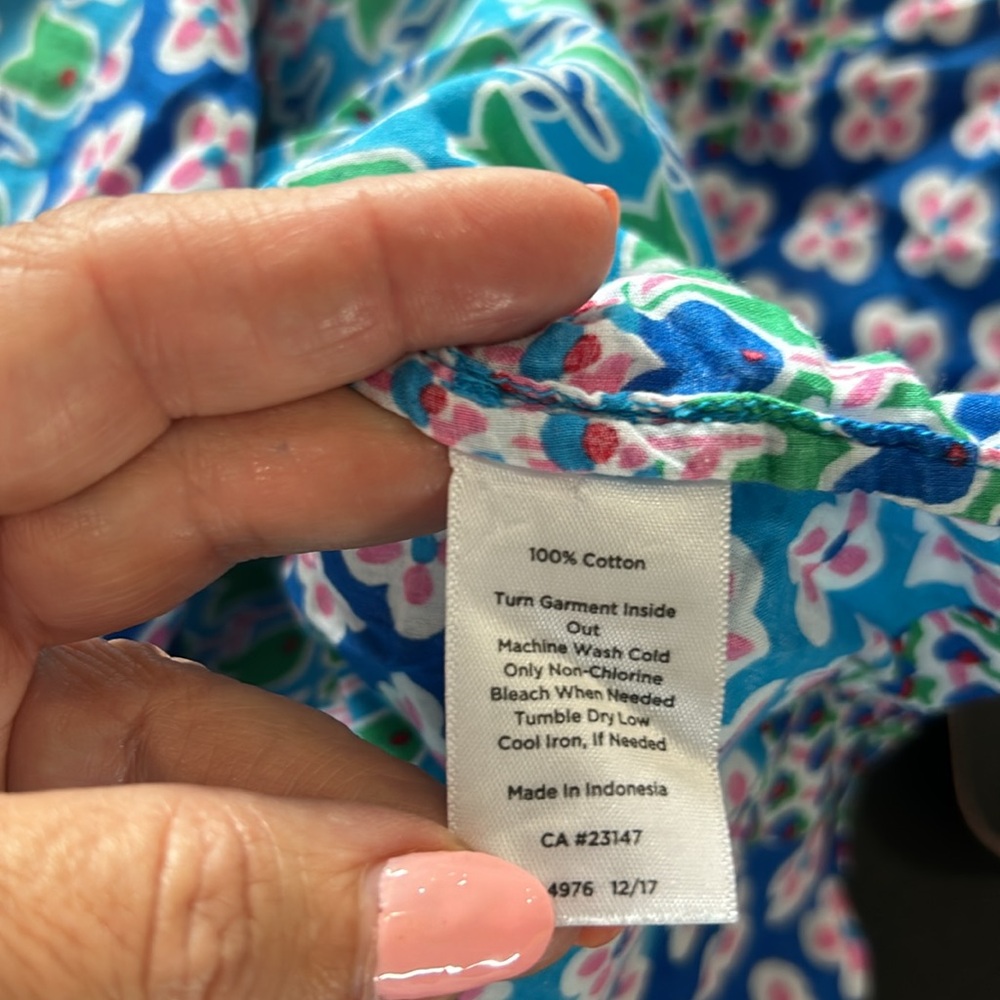 100% Cotton
Turn Garment Inside
Out
Machine Wash Cold
Only Non-Chlorine
Bleach When Needed
Tumble Dry Low
Cool Iron, If Needed
Made In Indonesia
CA #23147
4976 12/17